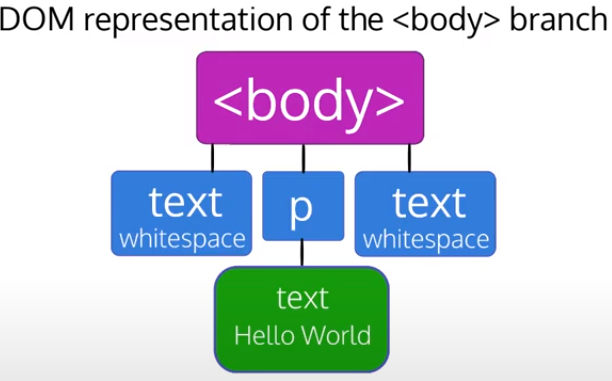 DOM representation of the <body> branch
<body>
text
whitespace
p
text
whitespace
text
Hello World